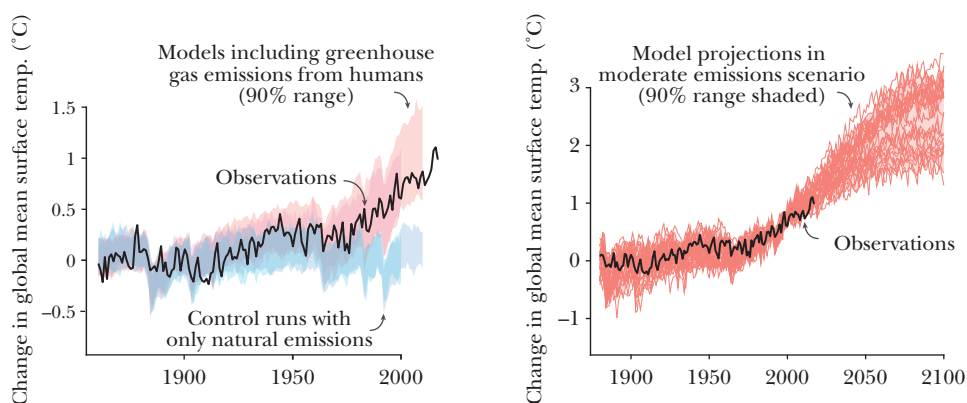 Change in global mean surface temp. (°C)
Models including greenhouse
gas emissions from humans
(90% range)
1.5
1
0.5
0
−0.5
Observations
Control runs with
only natural emissions
1900
1950
2000
Change in global mean surface temp. (°C)
Model projections in
moderate emissions scenario
(90% range shaded)
3
2
1
0
−1
Observations
1900
1950
2000
2050
2100